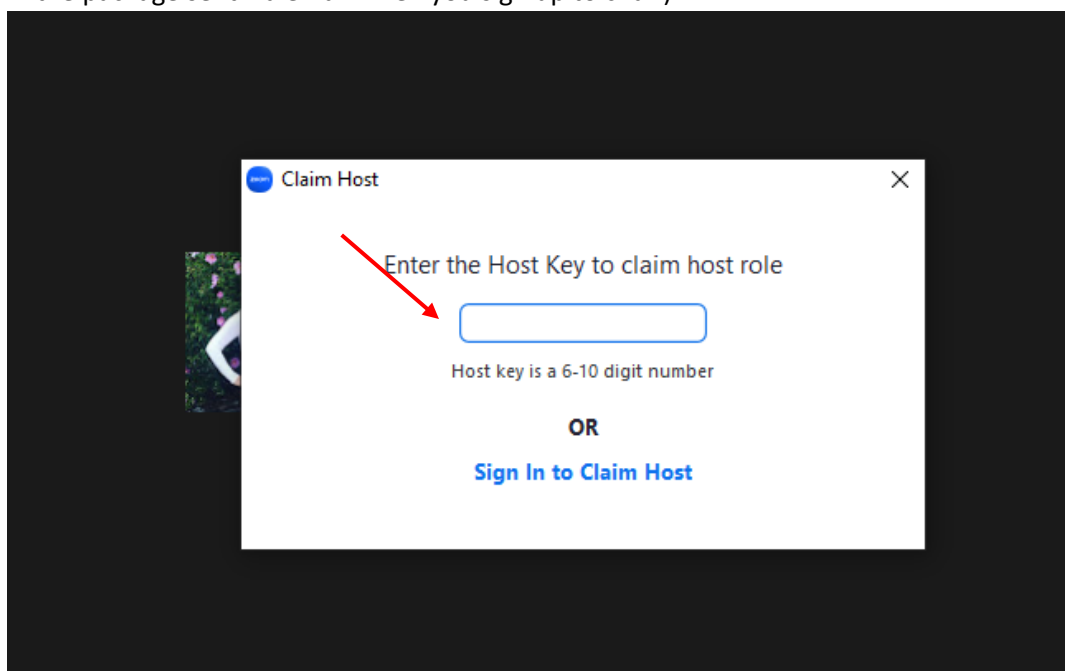 Claim Host
Enter the Host Key to claim host role
Host key is a 6-10 digit number
OR
Sign In to Claim Host